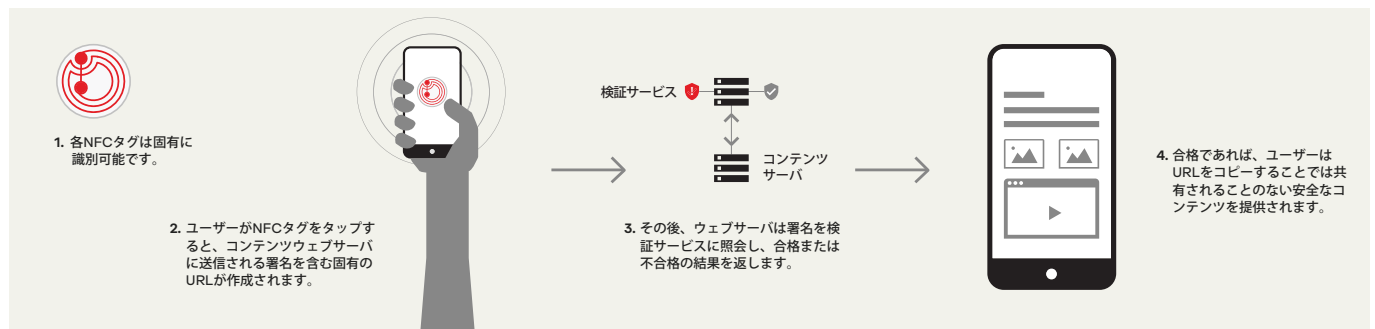 1. 各NFCタグは固有に
識別可能です。
2. ユーザーがNFCタグをタップす
ると、コンテンツウェブサーバ
に送信される署名を含む固有の
URLが作成されます。
検証サービス
コンテンツ
サーバ
3. その後、ウェブサーバは署名を検
証サービスに照会し、合格または
不合格の結果を返します。
4. 合格であれば、ユーザーは
URLをコピーすることでは共
有されることのない安全なコ
ンテンツを提供されます。